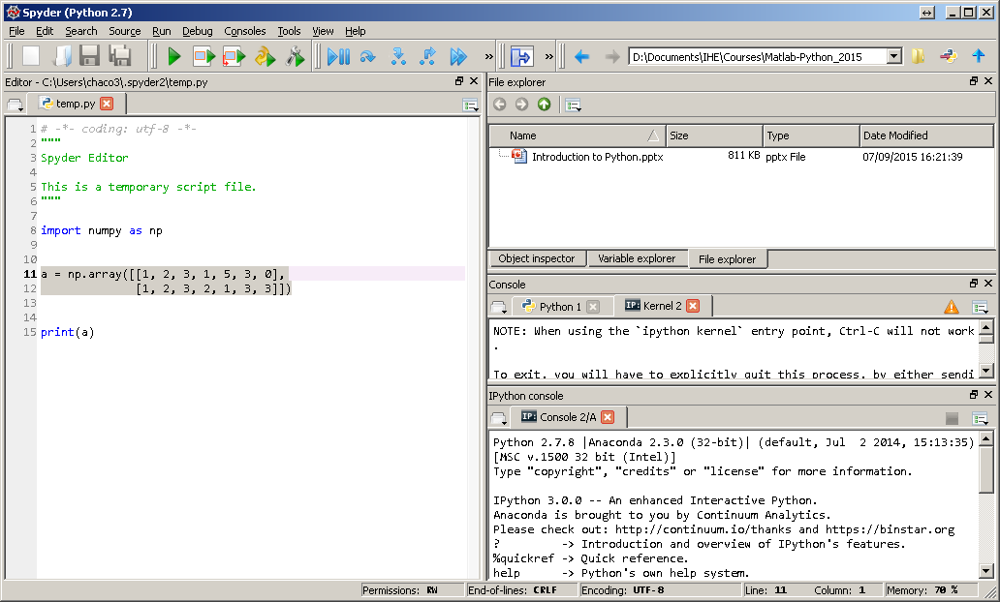 Spyder (Python 2.7)
File Edit Search Source Run Debug Consoles Tools View Help
» » D:\Documents\IHE\Courses\Matlab-Python_2015
Editor - C:\Users\chaco3\.spyder2\temp.py
temp.py
1 # -*- coding: utf-8 -*-
2 """
3 Spyder Editor
4
5 This is a temporary script file.
6 """
7
8 import numpy as np
9
10
11 a = np.array([[1, 2, 3, 1, 5, 3, 0],
12 [1, 2, 3, 2, 1, 3, 3]])
13
14
15 print(a)
File explorer
Name Size Type Date Modified
Introduction to Python.pptx 811 KB pptx File 07/09/2015 16:21:39
Object inspector Variable explorer File explorer
Console
Python 1 IP: Kernel 2
NOTE: When using the `ipython kernel` entry point, Ctrl-C will not work
.
To exit, you will have to explicitly quit this process, by either sendi
IPython console
IP: Console 2/A
Python 2.7.8 |Anaconda 2.3.0 (32-bit)| (default, Jul 2 2014, 15:13:35)
[MSC v.1500 32 bit (Intel)]
Type "copyright", "credits" or "license" for more information.
IPython 3.0.0 -- An enhanced Interactive Python.
Anaconda is brought to you by Continuum Analytics.
Please check out: http://continuum.io/thanks and https://binstar.org
? -> Introduction and overview of IPython's features.
%quickref -> Quick reference.
help -> Python's own help system.
Permissions: RW End-of-lines: CRLF Encoding: UTF-8 Line: 11 Column: 1 Memory: 70 %